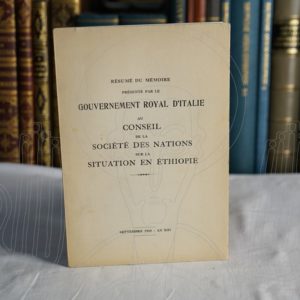 RÉSUMÉ DU MÉMOIRE
PRÉSENTÉ PAR LE
GOUVERNEMENT ROYAL D'ITALIE
AU
CONSEIL
DE LA
SOCIÉTÉ DES NATIONS
SUR LA
SITUATION EN ÉTHIOPIE
SEPTEMBRE